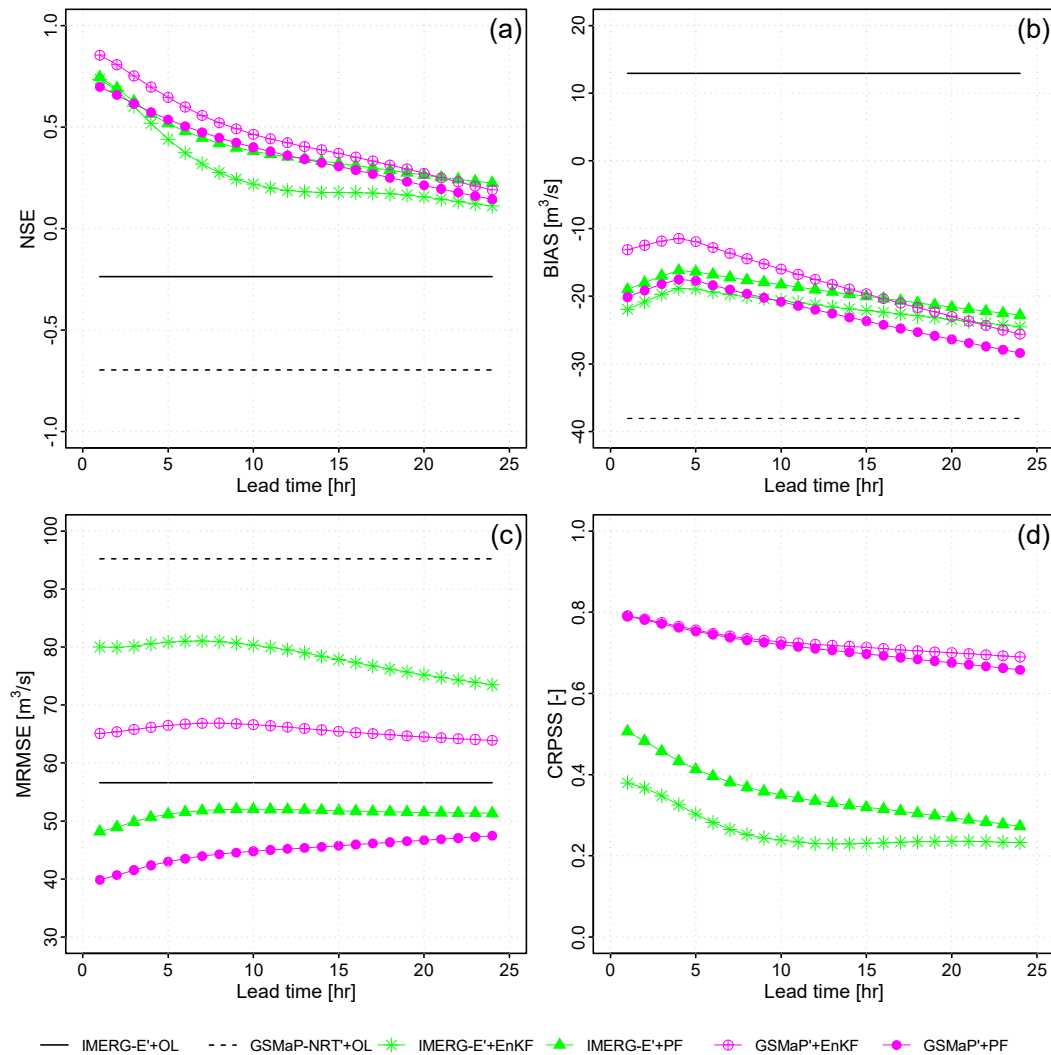 (a)
1.0
0.5
0.0
-0.5
-1.0
NSE
0 5 10 15 20 25
Lead time [hr]
(b)
20
10
0
-10
-20
-30
-40
BIAS [m³/s]
0 5 10 15 20 25
Lead time [hr]
(c)
100
90
80
70
60
50
40
30
MRMSE [m³/s]
0 5 10 15 20 25
Lead time [hr]
(d)
1.0
0.8
0.6
0.4
0.2
0.0
CRPSS [-]
0 5 10 15 20 25
Lead time [hr]
IMERG-E'+OL GSMaP-NRT'+OL IMERG-E'+EnKF IMERG-E'+PF GSMaP'+EnKF GSMaP'+PF